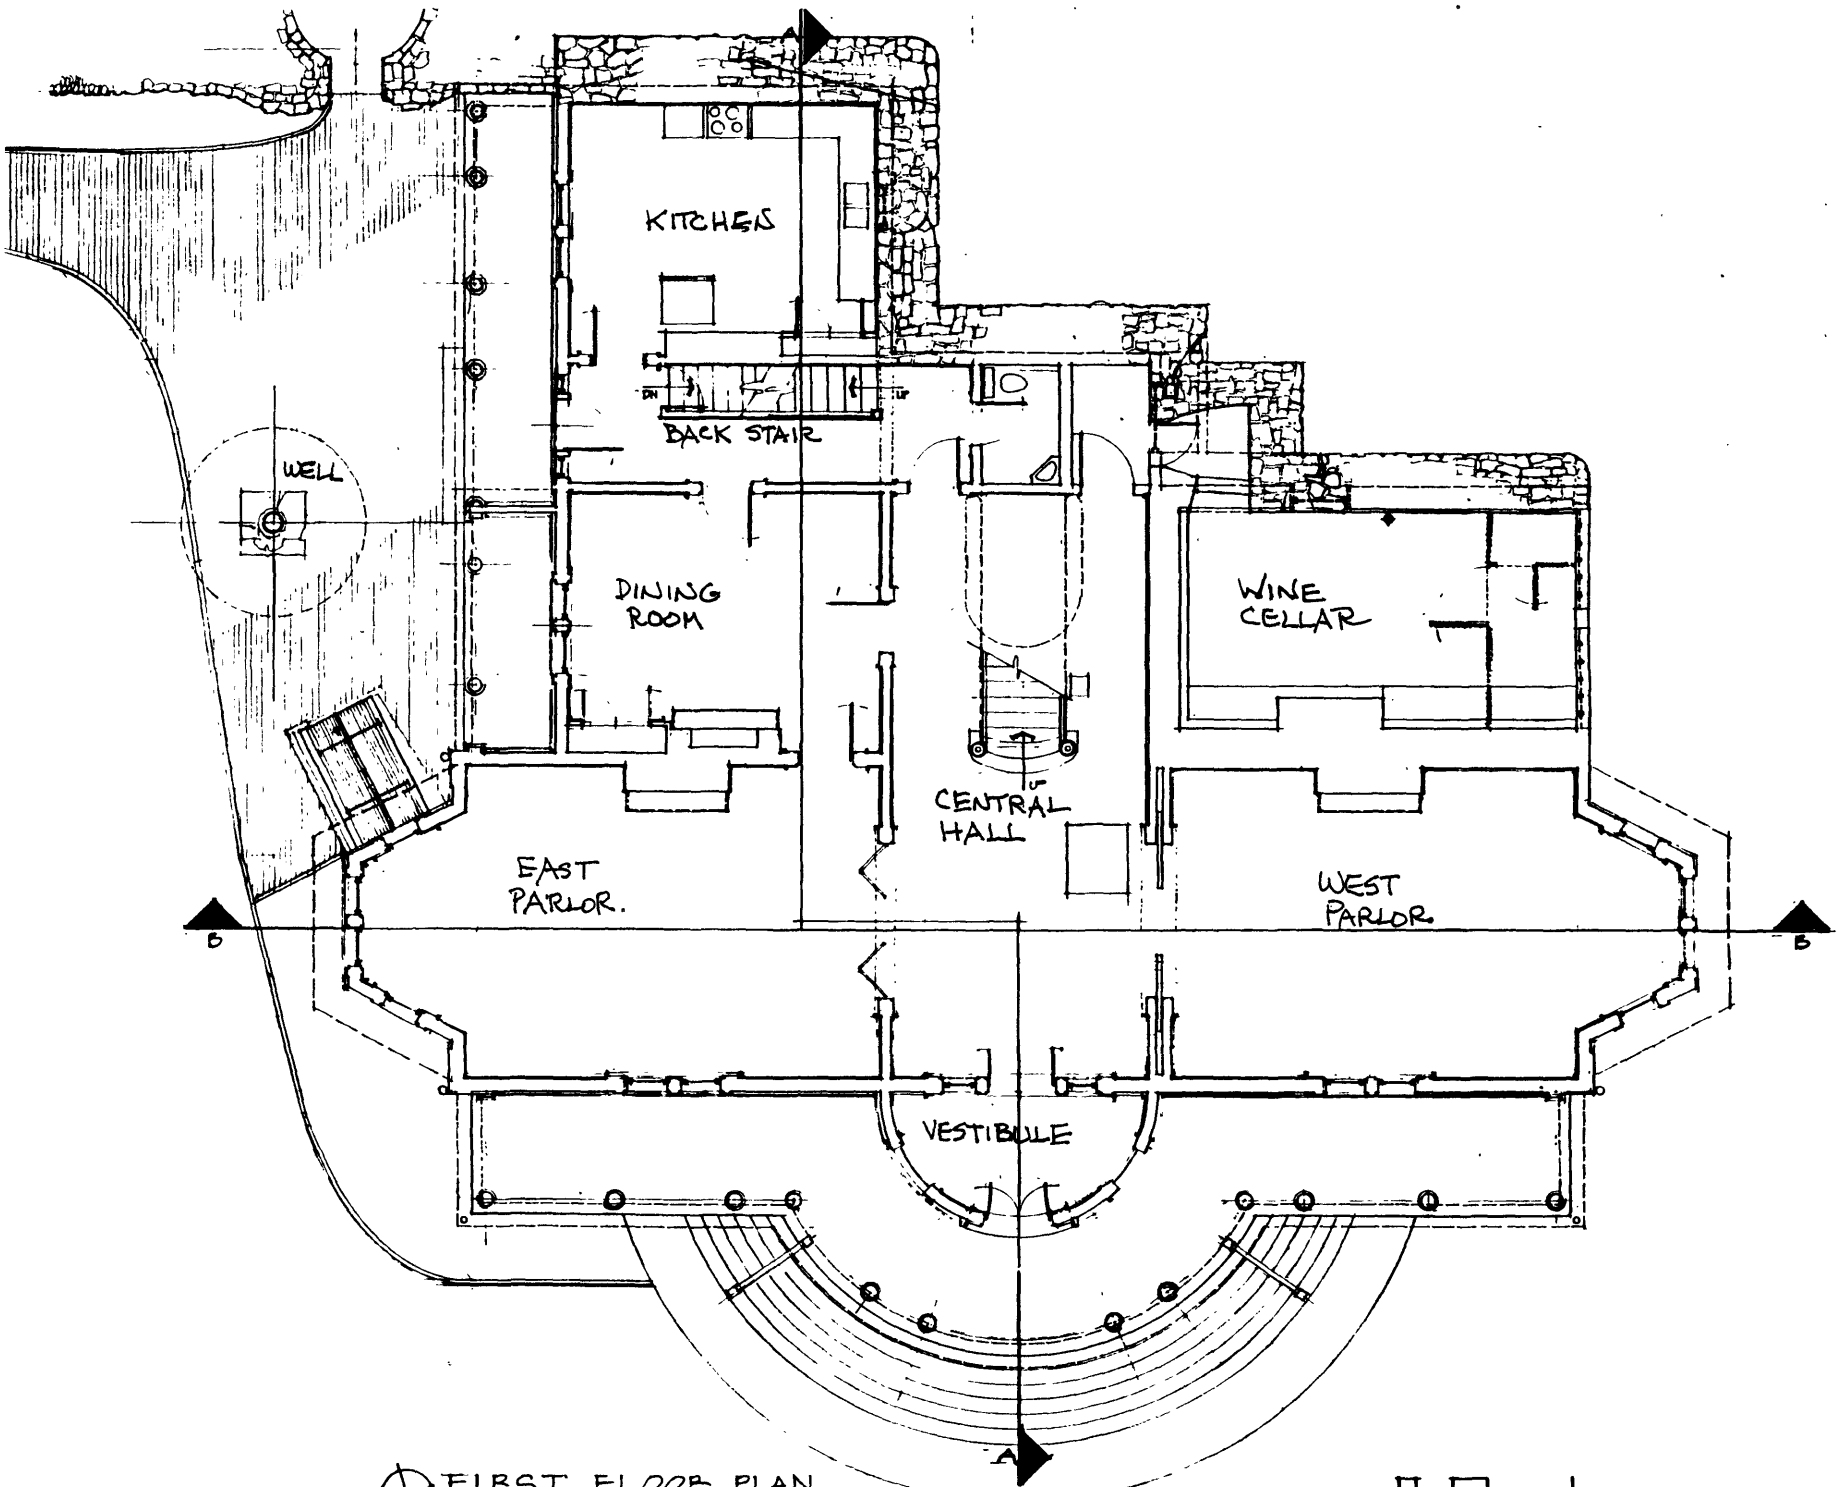 A
KITCHEN
DN
UP
BACK STAIR
WELL
DINING
ROOM
WINE
CELLAR
UP
CENTRAL
HALL
EAST
PARLOR.
WEST
PARLOR.
B
B
VESTIBULE
A
FIRST FLOOR PLAN